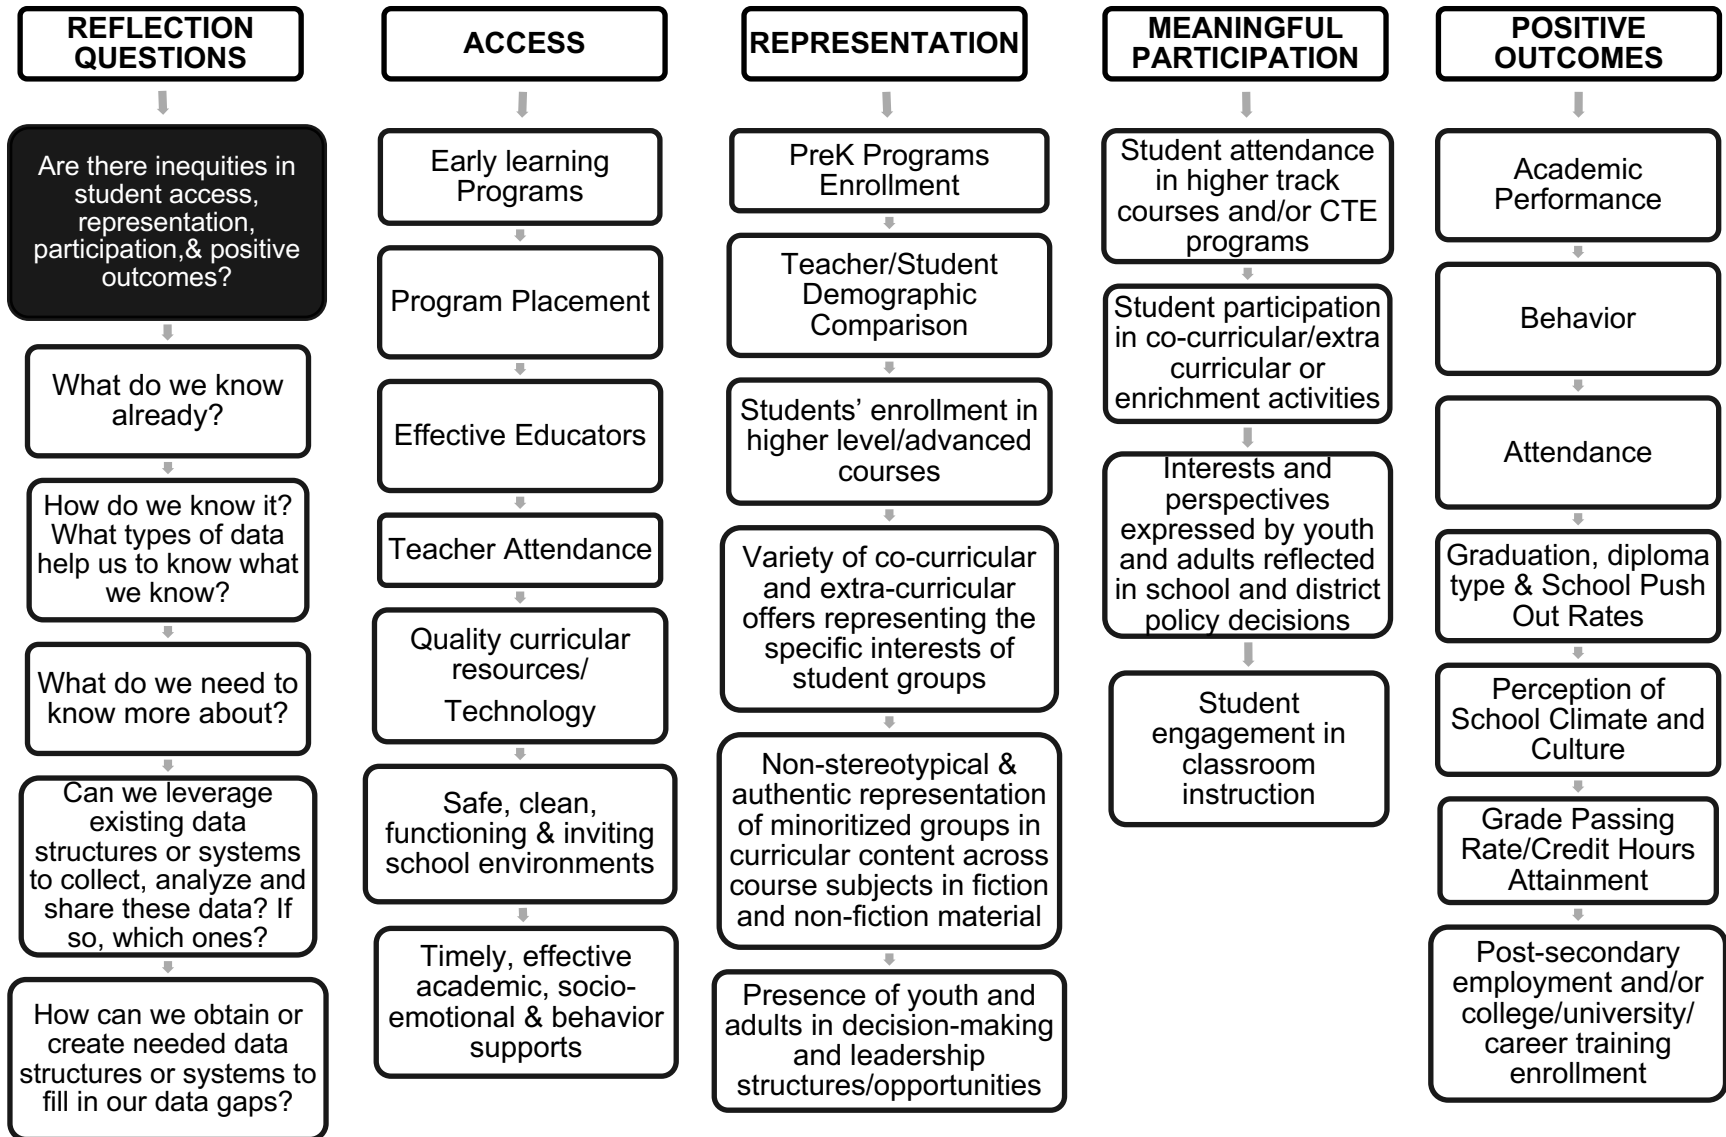 REFLECTION
QUESTIONS
Are there inequities in
student access,
representation,
participation,& positive
outcomes?
What do we know
already?
How do we know it?
What types of data
help us to know what
we know?
What do we need to
know more about?
Can we leverage
existing data
structures or systems
to collect, analyze and
share these data? If
so, which ones?
How can we obtain or
create needed data
structures or systems to
fill in our data gaps?
ACCESS
Early learning
Programs
Program Placement
Effective Educators
Teacher Attendance
Quality curricular
resources/
Technology
Safe, clean,
functioning & inviting
school environments
Timely, effective
academic, socio-
emotional & behavior
supports
REPRESENTATION
PreK Programs
Enrollment
Teacher/Student
Demographic
Comparison
Students’ enrollment in
higher level/advanced
courses
Variety of co-curricular
and extra-curricular
offers representing the
specific interests of
student groups
Non-stereotypical &
authentic representation
of minoritized groups in
curricular content across
course subjects in fiction
and non-fiction material
Presence of youth and
adults in decision-making
and leadership
structures/opportunities
MEANINGFUL
PARTICIPATION
Student attendance
in higher track
courses and/or CTE
programs
Student participation
in co-curricular/extra
curricular or
enrichment activities
Interests and
perspectives
expressed by youth
and adults reflected
in school and district
policy decisions
Student
engagement in
classroom
instruction
POSITIVE
OUTCOMES
Academic
Performance
Behavior
Attendance
Graduation, diploma
type & School Push
Out Rates
Perception of
School Climate and
Culture
Grade Passing
Rate/Credit Hours
Attainment
Post-secondary
employment and/or
college/university/
career training
enrollment